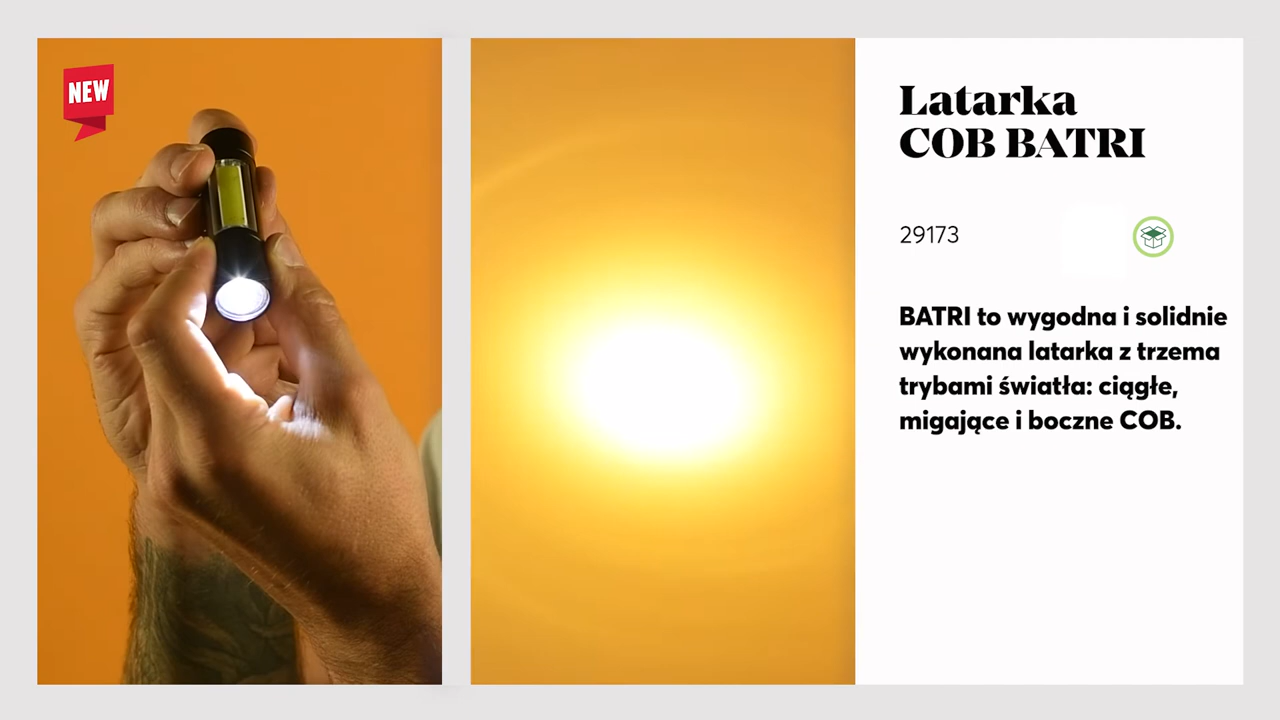 NEW
Latarka
COB BATRI
29173
BATRI to wygodna i solidnie
wykonana latarka z trzema
trybami światła: ciągłe,
migające i boczne COB.